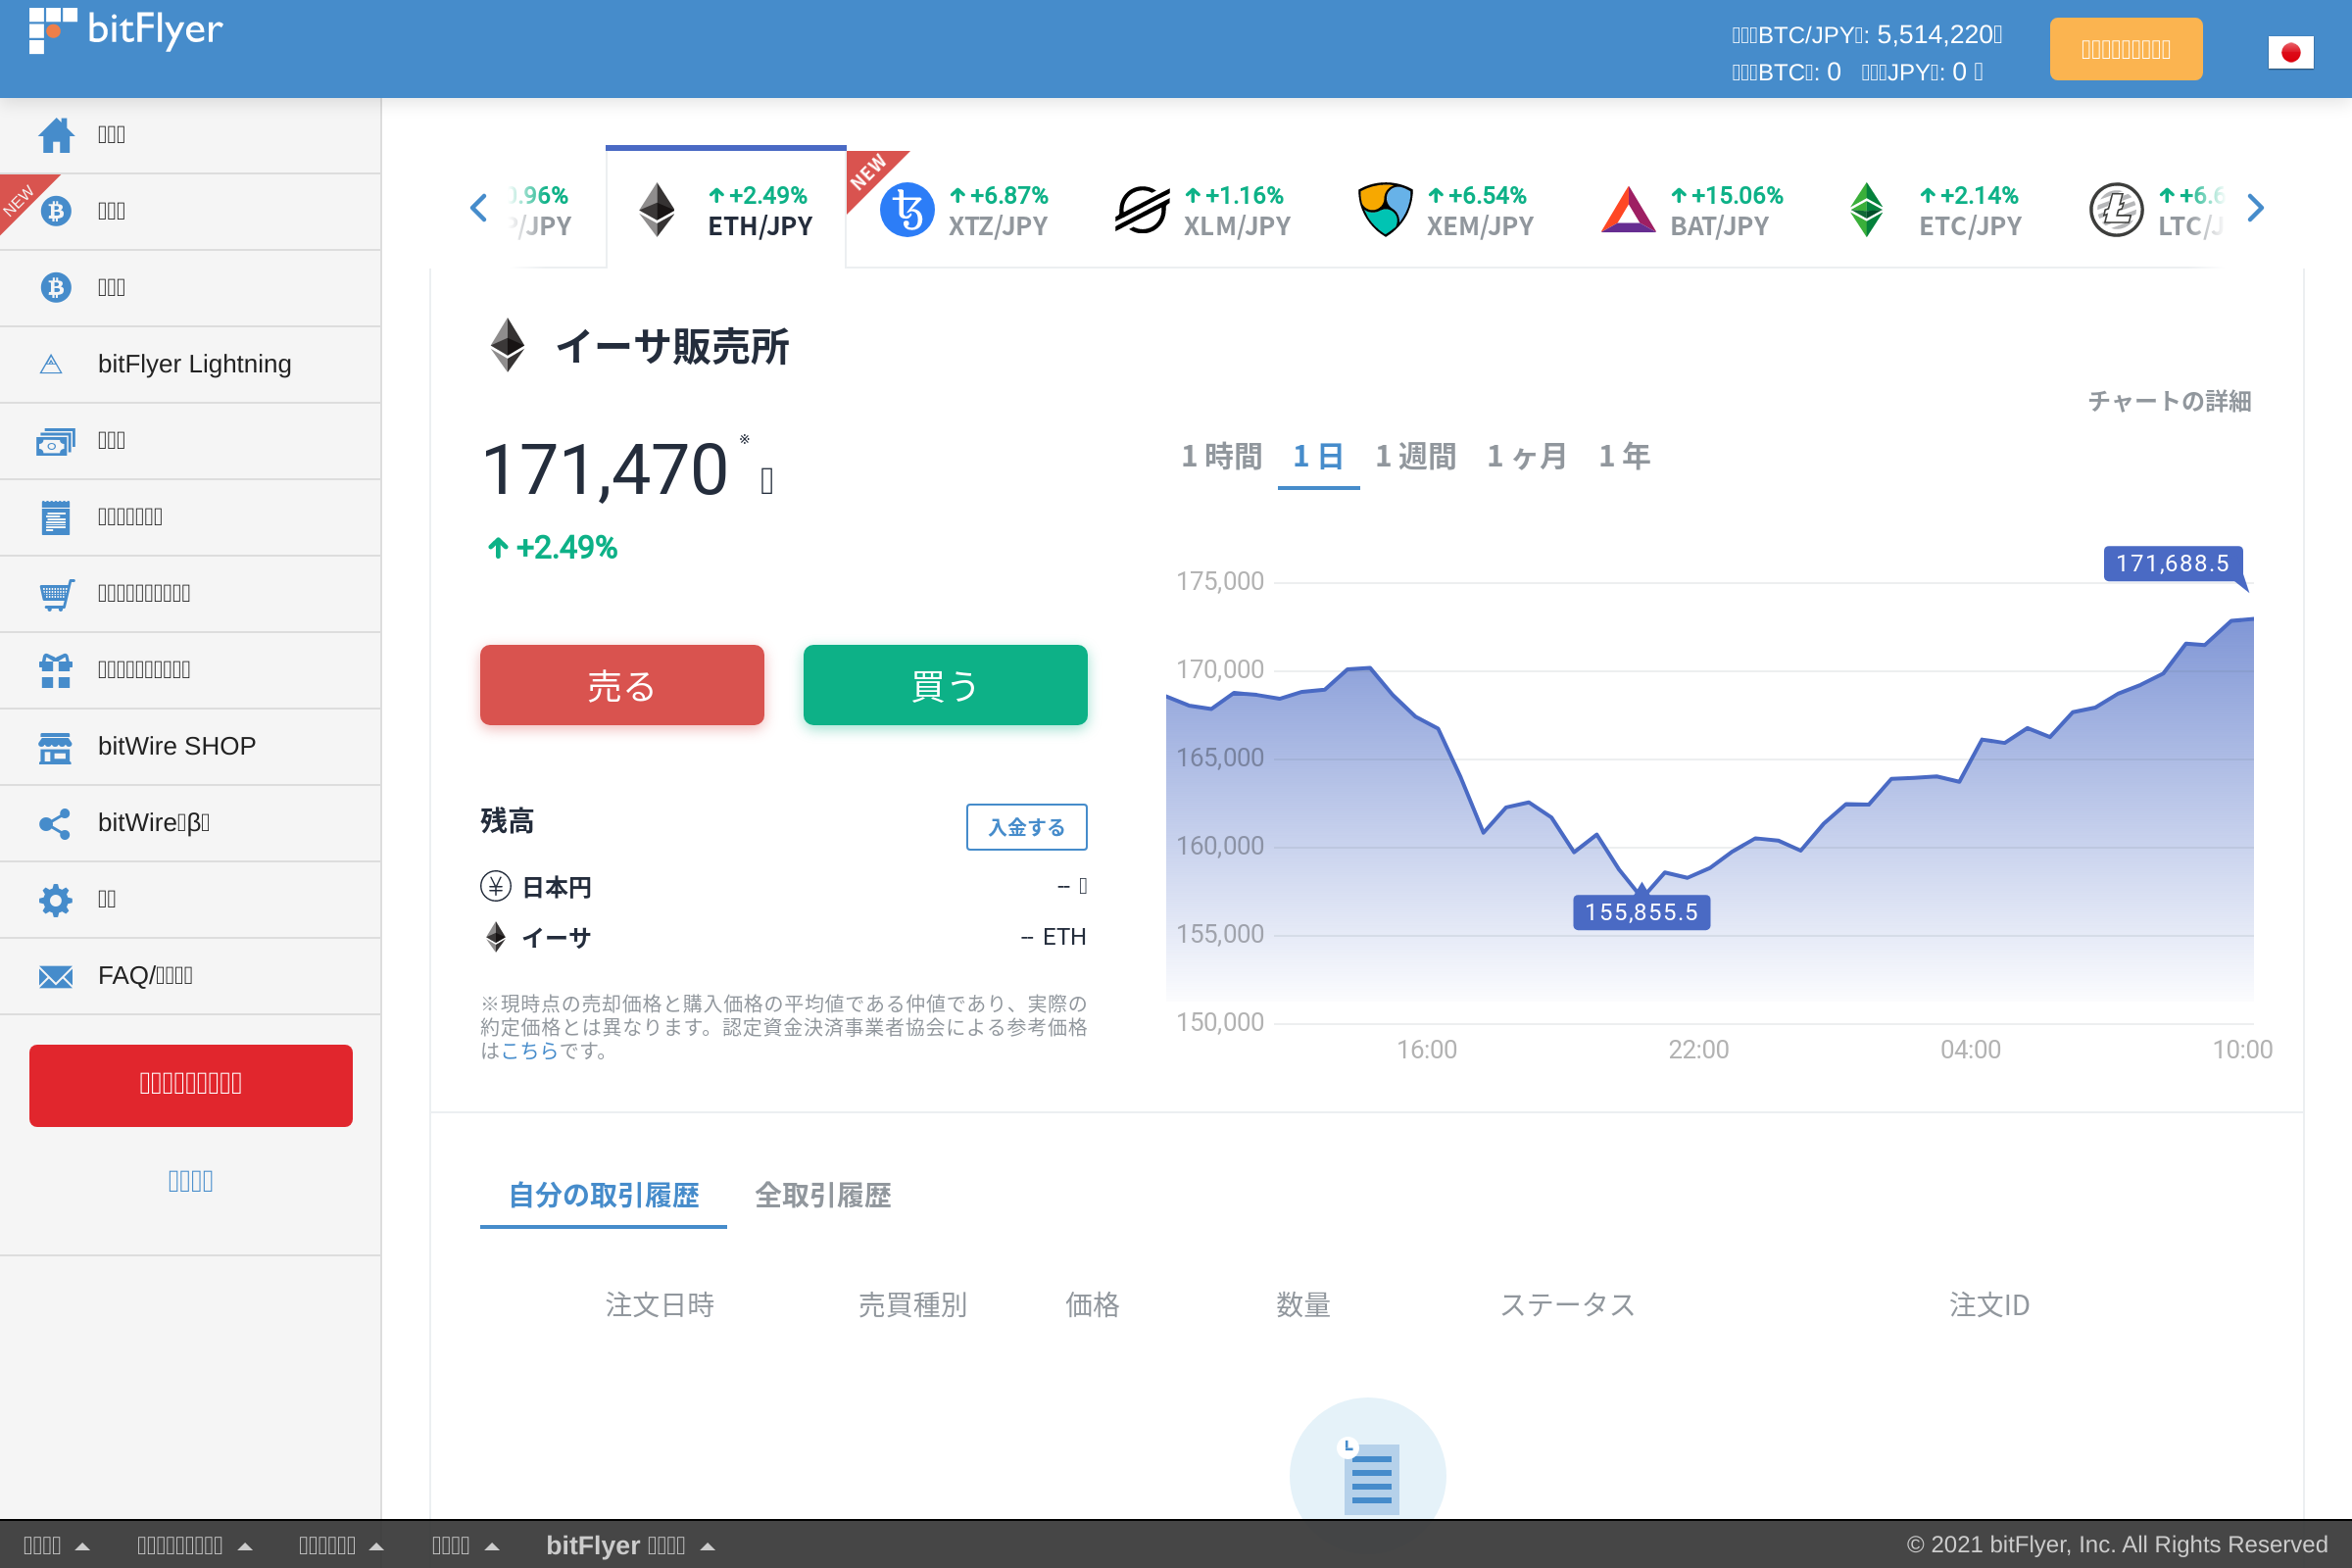 bitFlyer
BTC/JPY: 5,514,220
BTC: 0 JPY: 0
NEW
bitFlyer Lightning
bitWire SHOP
bitWire β
FAQ/
0.96%
/JPY
+2.49%
ETH/JPY
NEW
+6.87%
XTZ/JPY
+1.16%
XLM/JPY
+6.54%
XEM/JPY
+15.06%
BAT/JPY
+2.14%
ETC/JPY
+6.6
LTC/J
イーサ販売所
チャートの詳細
171,470 ※
+2.49%
1 時間 1 日 1 週間 1 ヶ月 1 年
売る 買う
残高 入金する
日本円 --
イーサ -- ETH
※現時点の売却価格と購入価格の平均値である仲値であり、実際の
約定価格とは異なります。認定資金決済事業者協会による参考価格
はこちらです。
171,688.5
175,000
170,000
165,000
160,000
155,855.5
155,000
150,000
16:00 22:00 04:00 10:00
自分の取引履歴 全取引履歴
注文日時 売買種別 価格 数量 ステータス 注文ID
bitFlyer
© 2021 bitFlyer, Inc. All Rights Reserved